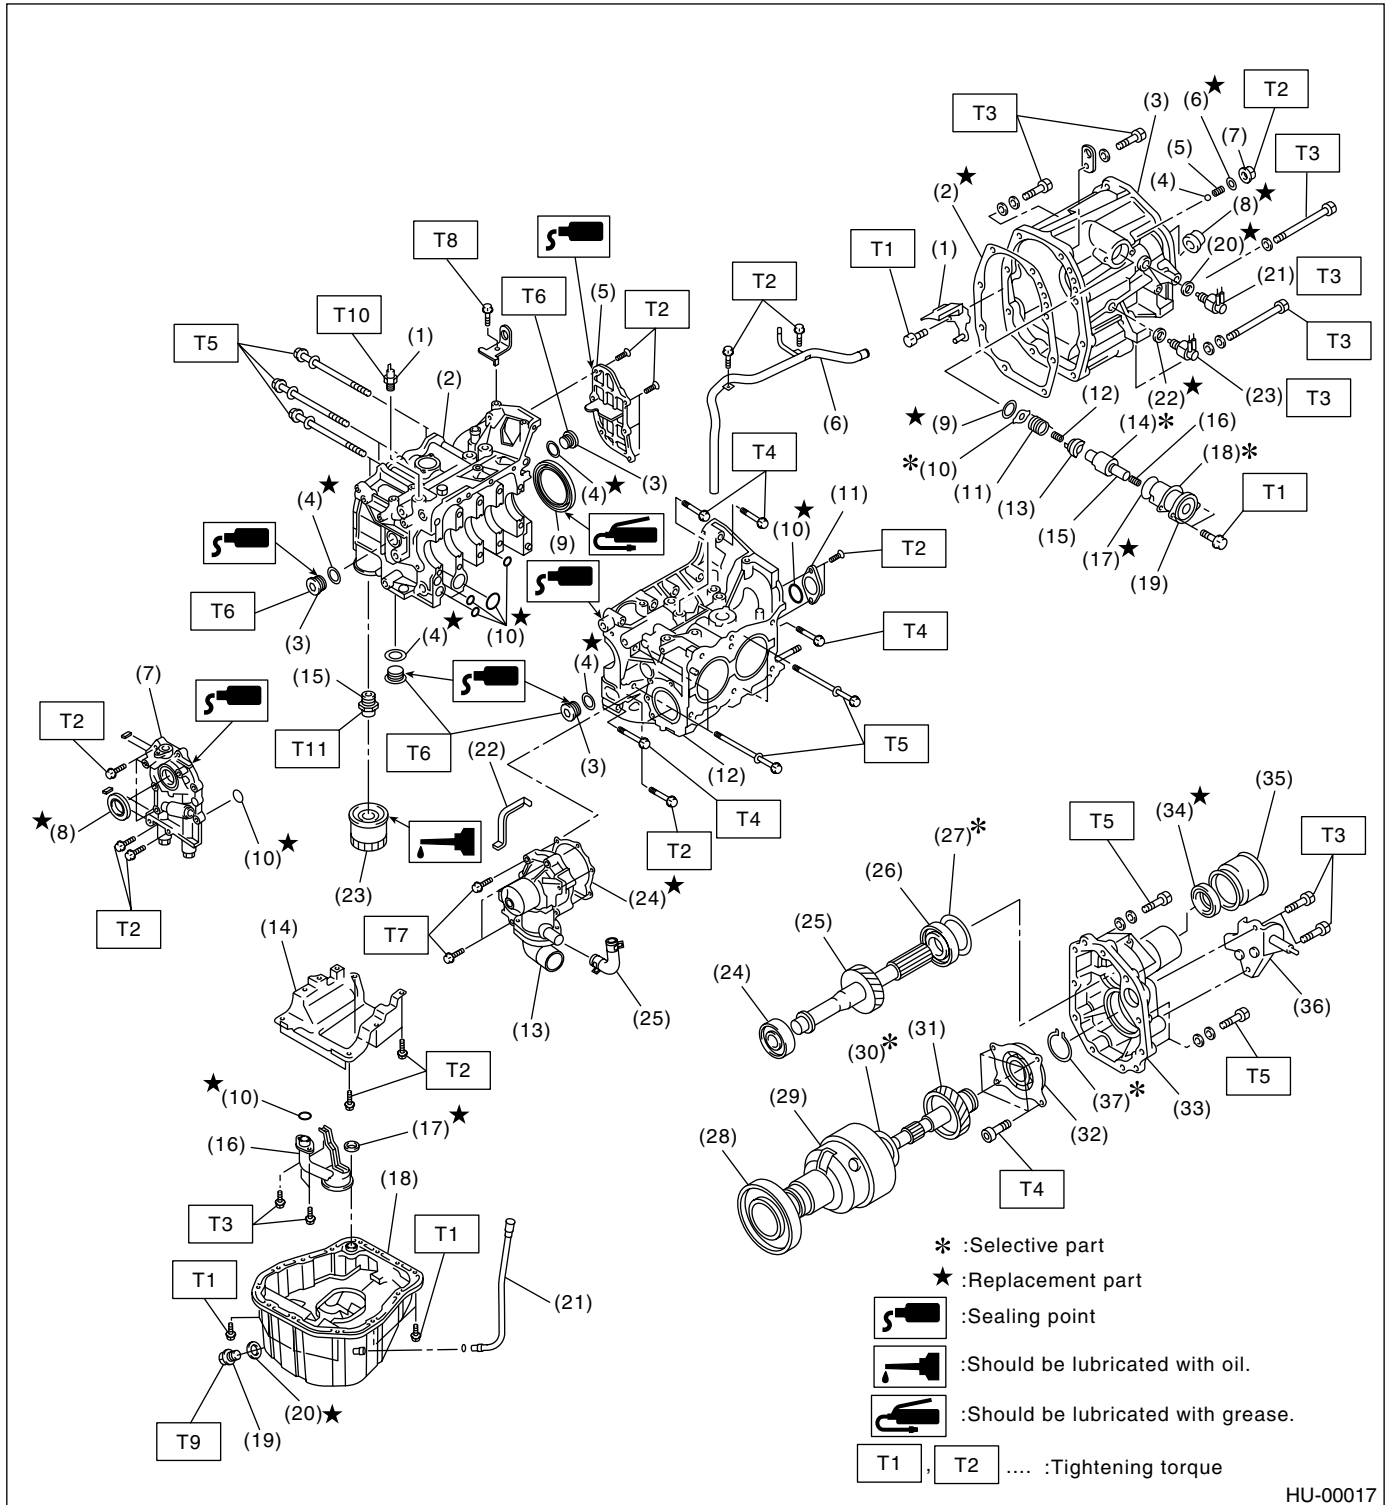 T3
(6)★
T2
(3)
(7)
T3
(5)
(4)
(2)★
(8)★
T8
(20)★
T1
(1)
(21)
T3
T6
(5)
T2
T2
T10
T5
(1)
T3
(2)
(6)
(12)
(22)★
(23)
T3
★(9)
(14)*
(16)
T4
(18)*
*(10)
(4)★
(4)★
(3)
(11)
(11)
(13)
T1
(9)
(10)★
(15)
(17)★
T2
(19)
T6
(3)
(4)★
(10)★
T4
(4)★
(7)
(15)
T2
T11
T6
(22)
(3)
(12)
T5
(35)
(34)★
★(8)
(10)★
T4
T5
T2
(27)*
T3
(23)
(24)★
(26)
T2
T7
(14)
(25)
(24)
(36)
(13)
(25)
(31)
(30)*
T2
T5
★(10)
(29)
(37)*
(33)
(17)★
(32)
(16)
(28)
(18)
T4
T3
T1
* :Selective part
T1
★ :Replacement part
(21)
:Sealing point
:Should be lubricated with oil.
(20)★
:Should be lubricated with grease.
T9
(19)
T1 , T2 .... :Tightening torque
HU-00017